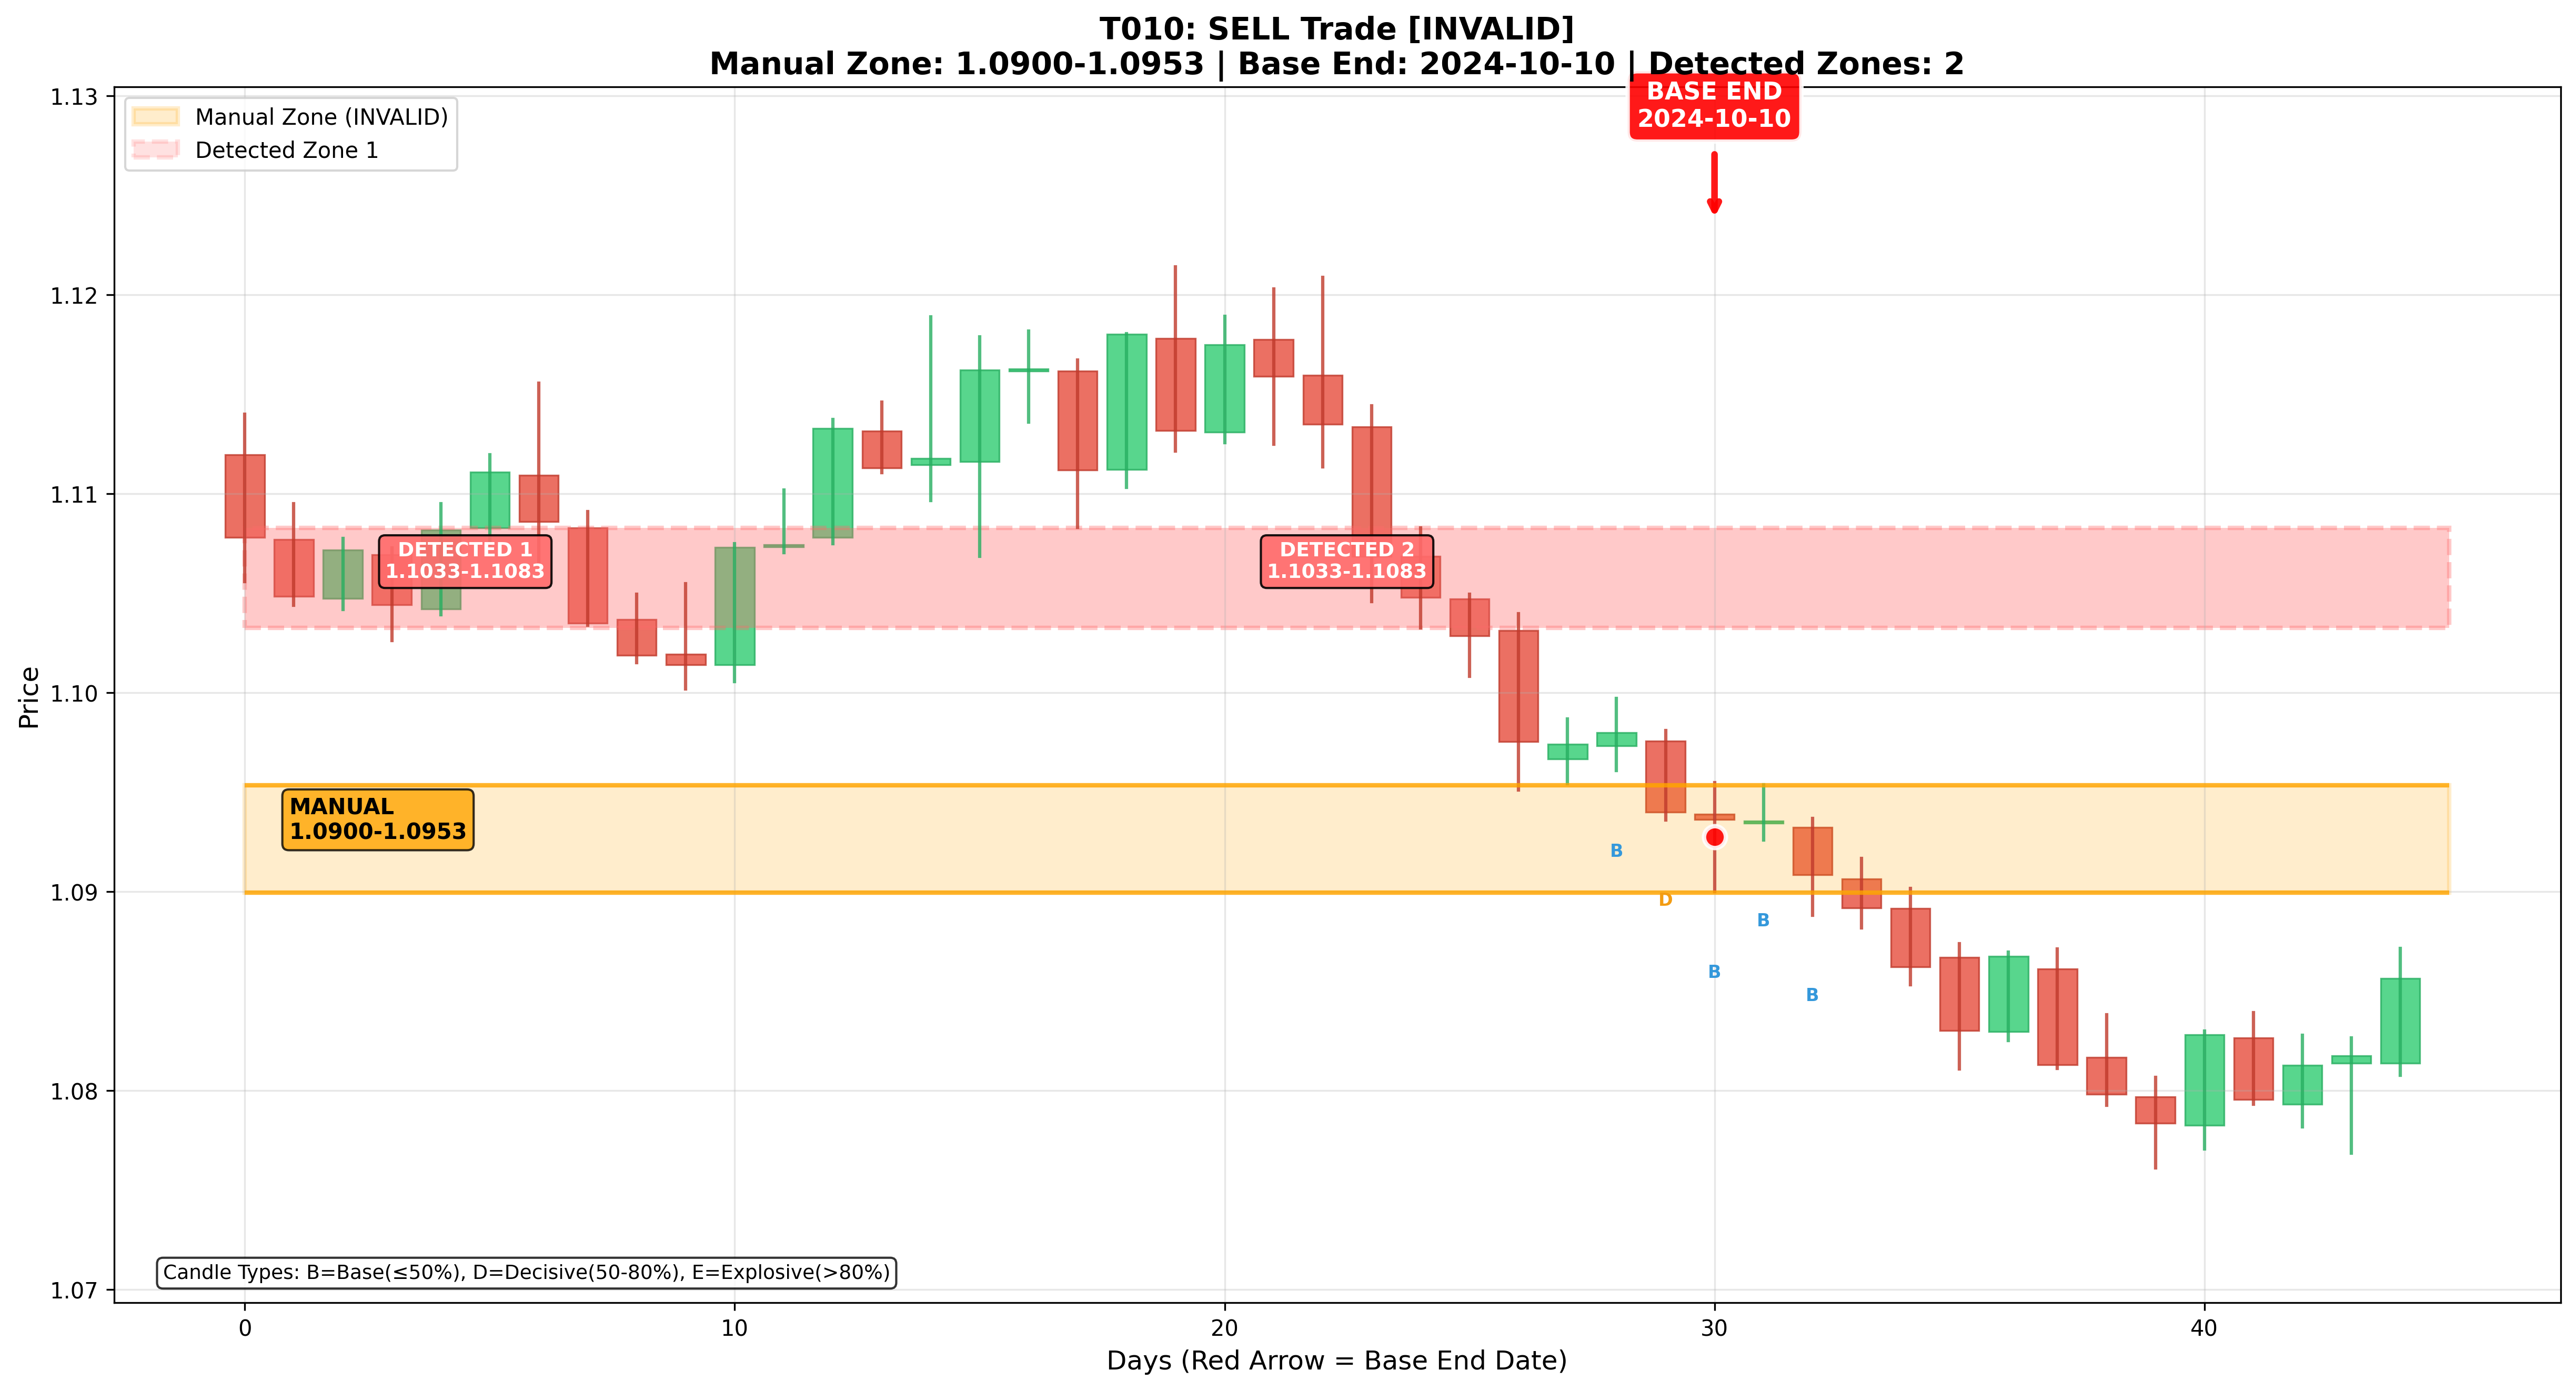 T010: SELL Trade [INVALID]
Manual Zone: 1.0900-1.0953 | Base End: 2024-10-10 | Detected Zones: 2
BASE END
2024-10-10
Manual Zone (INVALID)
Detected Zone 1
1.13
1.12
1.11
1.10
1.09
1.08
1.07
Price
DETECTED 1
1.1033-1.1083
DETECTED 2
1.1033-1.1083
MANUAL
1.0900-1.0953
B
D
B
B
B
Candle Types: B=Base(≤50%), D=Decisive(50-80%), E=Explosive(>80%)
0
10
20
30
40
Days (Red Arrow = Base End Date)